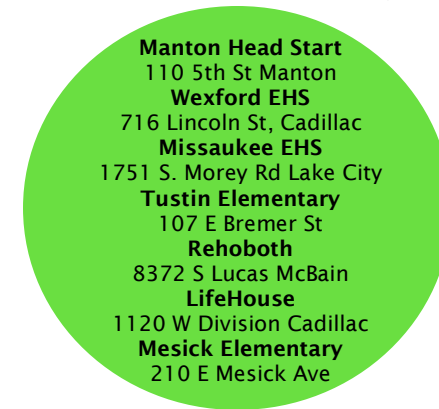 Manton Head Start
110 5th St Manton
Wexford EHS
716 Lincoln St, Cadillac
Missaukee EHS
1751 S. Morey Rd Lake City
Tustin Elementary
107 E Bremer St
Rehoboth
8372 S Lucas McBain
LifeHouse
1120 W Division Cadillac
Mesick Elementary
210 E Mesick Ave